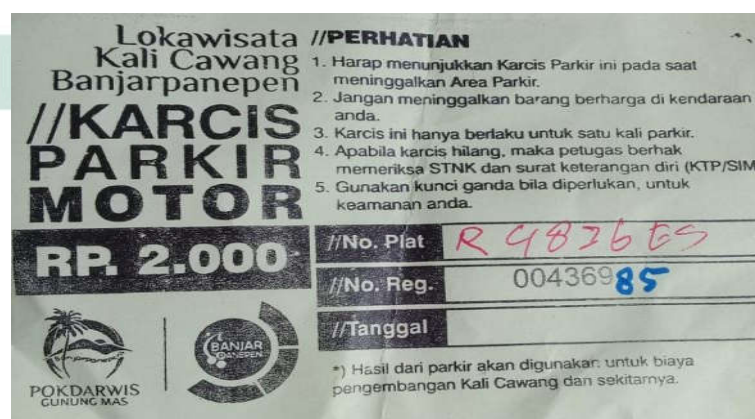 Lokawisata
Kali Cawang
Banjarpanepen
//KARCIS
PARKIR
MOTOR
RP. 2.000
POKDARWIS
GUNUNG MAS
BANJAR
PANEPEN
//PERHATIAN
1. Harap menunjukkan Karcis Parkir ini pada saat
meninggalkan Area Parkir.
2. Jangan meninggalkan barang berharga di kendaraan
anda.
3. Karcis ini hanya berlaku untuk satu kali parkir.
4. Apabila karcis hilang, maka petugas berhak
memeriksa STNK dan surat keterangan diri (KTP/SIM
5. Gunakan kunci ganda bila diperlukan, untuk
keamanan anda.
//No. Plat R 4826 ES
//No. Reg. 00436985
//Tanggal
*) Hasil dari parkir akan digunakan untuk biaya
pengembangan Kali Cawang dan sekitarnya.